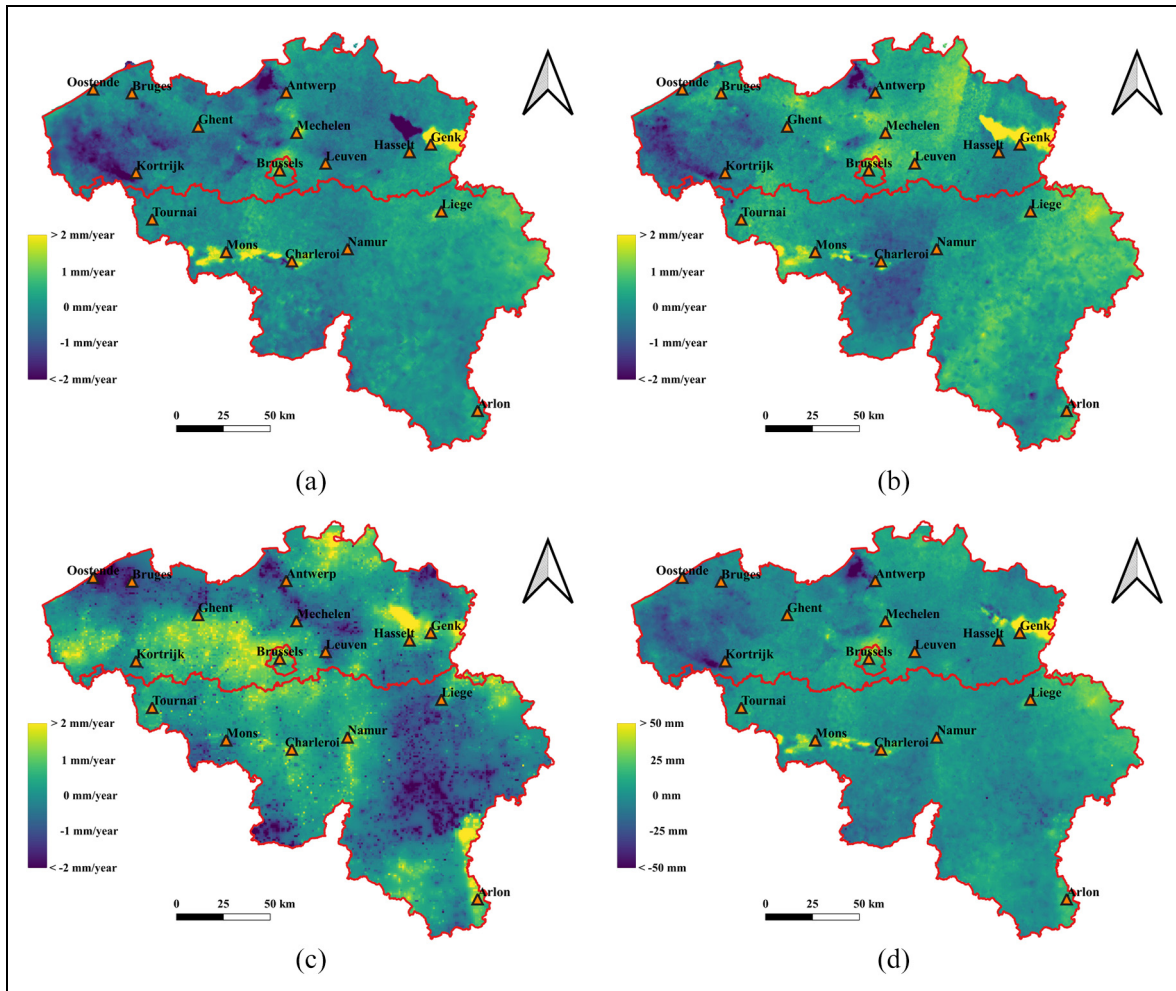 Oostende
Bruges
Antwerp
Ghent
Mechelen
Genk
Hasselt
Kortrijk
Brussels
Leuven
Tournai
Liege
> 2 mm/year
Mons
Namur
Charleroi
1 mm/year
0 mm/year
-1 mm/year
< -2 mm/year
Arlon
0 25 50 km
(a)
Oostende
Bruges
Antwerp
Ghent
Mechelen
Genk
Hasselt
Kortrijk
Brussels
Leuven
Tournai
Liege
> 2 mm/year
Mons
Namur
Charleroi
1 mm/year
0 mm/year
-1 mm/year
< -2 mm/year
Arlon
0 25 50 km
(b)
Oostende
Bruges
Antwerp
Ghent
Mechelen
Genk
Hasselt
Kortrijk
Brussels
Leuven
Tournai
Liege
> 2 mm/year
Mons
Namur
Charleroi
1 mm/year
0 mm/year
-1 mm/year
< -2 mm/year
Arlon
0 25 50 km
(c)
Oostende
Bruges
Antwerp
Ghent
Mechelen
Genk
Hasselt
Kortrijk
Brussels
Leuven
Tournai
Liege
> 50 mm
Mons
Namur
Charleroi
25 mm
0 mm
-25 mm
< -50 mm
Arlon
0 25 50 km
(d)